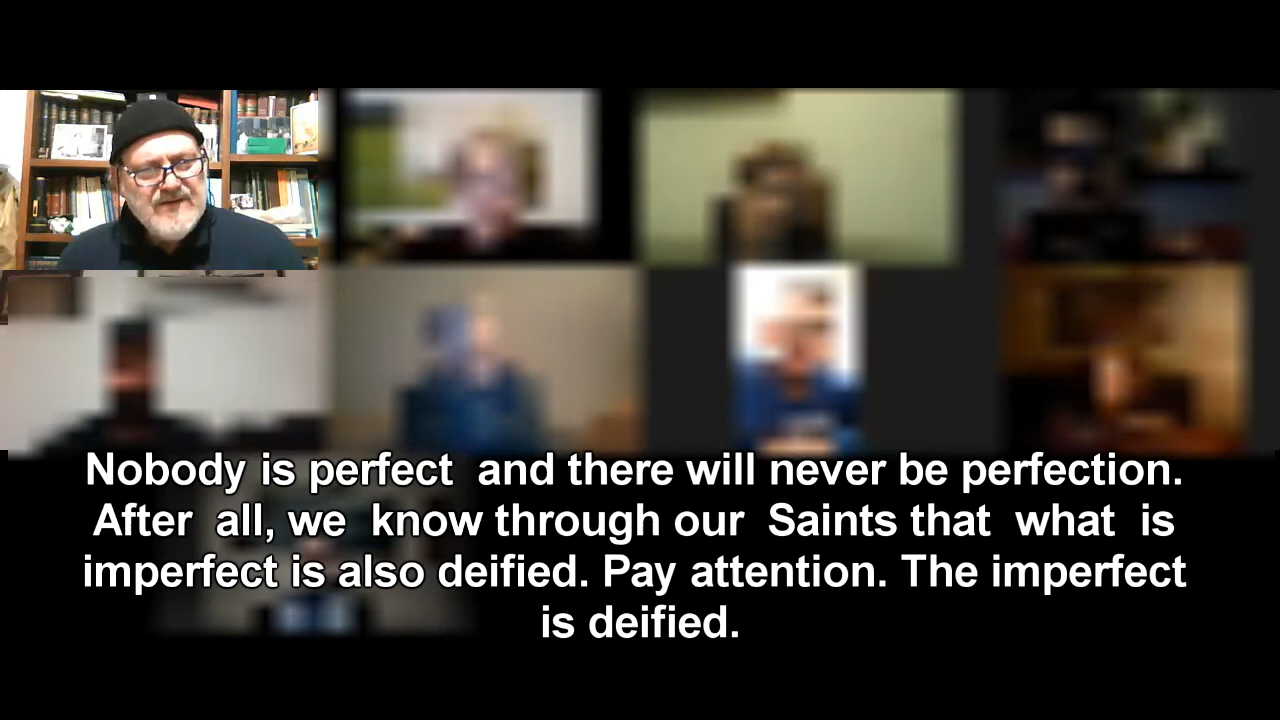 Nobody is perfect and there will never be perfection.
After all, we know through our Saints that what is
imperfect is also deified. Pay attention. The imperfect
is deified.